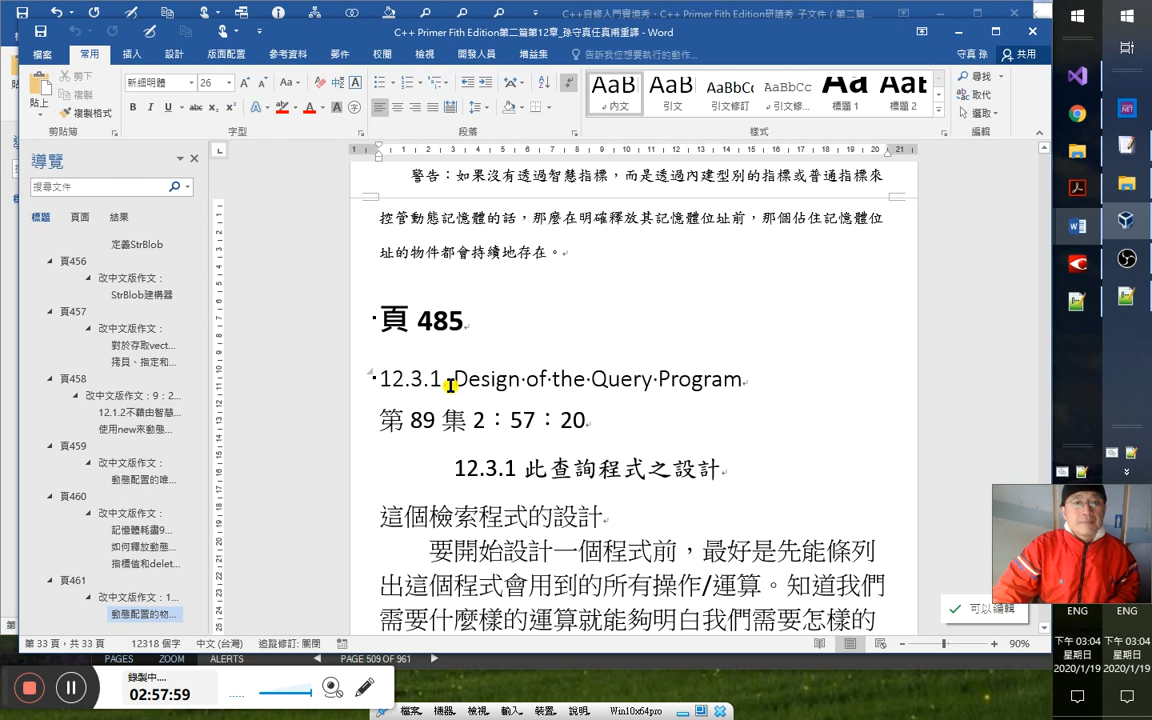 C++自修入門實境秀、C++ Primer Fith Edition研讀秀 子文件（第二篇
C++ Primer Fith Edition第二篇第12章_孫守真任真甫重譯 - Word
檔案 常用 插入 設計 版面配置 參考資料 郵件 校閱 檢視 開發人員 增益集 告訴我您想要執行的動作... 守真 孫 共用
貼上
剪下
複製
複製格式
新細明體 26
AaB AaB AaBbCc AaBbCc AaB AaB
內文 引文 引文修訂 引文修... 標題 1 標題 2
尋找
取代
選取
剪貼簿 字型 段落 樣式 編輯
導覽
搜尋文件
標題 頁面 結果
定義StrBlob
頁456
改中文版作文：
StrBlob建構器
頁457
改中文版作文：
對於存取vect...
拷貝、指定和...
頁458
改中文版作文：9：2...
12.1.2不藉由智慧...
使用new來動態...
頁459
改中文版作文：
動態配置的唯...
頁460
改中文版作文：
記憶體耗盡9...
如何釋放動態...
指標值和delet...
頁461
改中文版作文：1...
動態配置的物...
警告：如果沒有透過智慧指標，而是透過內建型別的指標或普通指標來
控管動態記憶體的話，那麼在明確釋放其記憶體位址前，那個佔住記憶體位
址的物件都會持續地存在。
頁 485
12.3.1. Design of the Query Program
第 89 集 2：57：20
12.3.1 此查詢程式之設計
這個檢索程式的設計
要開始設計一個程式前，最好是先能條列
出這個程式會用到的所有操作/運算。知道我們
需要什麼樣的運算就能夠明白我們需要怎樣的
可以編輯
第 33 頁，共 33 頁 12318 個字 中文 (台灣) 追蹤修訂: 關閉 90%
PAGES ZOOM ALERTS PAGE 509 OF 961
錄製中....
02:57:59
檔案 機器 檢視 輸入 裝置 說明 Win10x64pro
ENG ENG
下午 03:04 下午 03:04
星期日 星期日
2020/1/19 2020/1/19